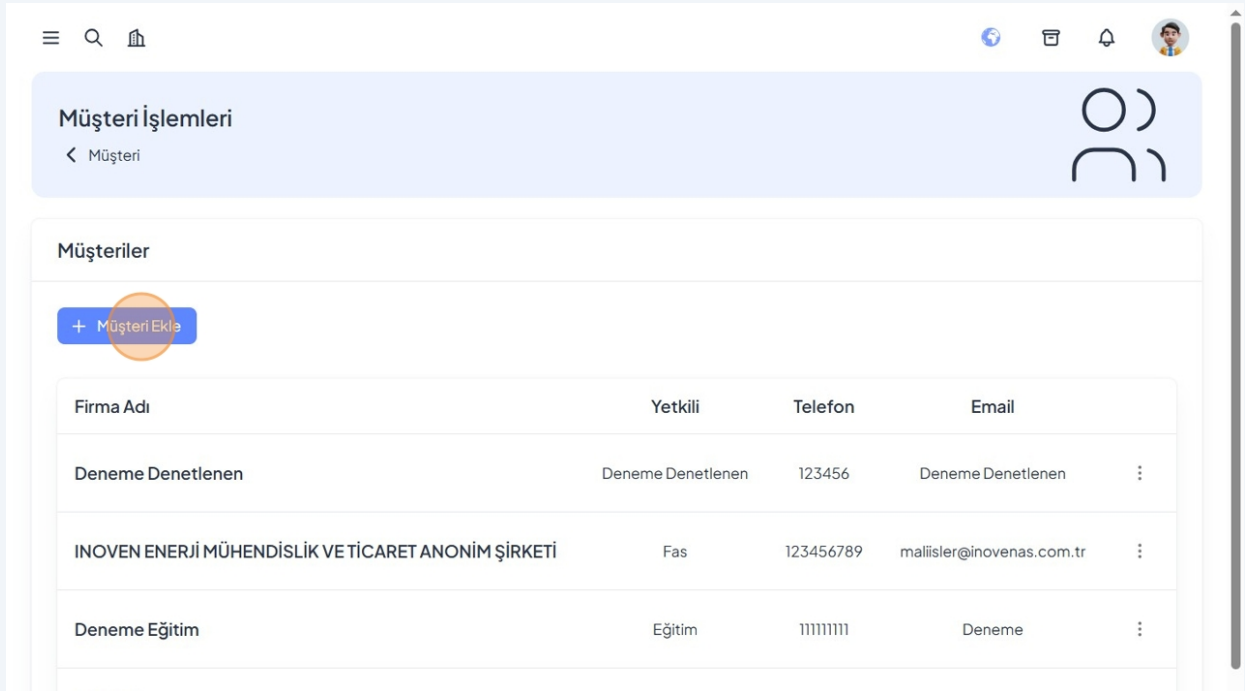 Müşteri İşlemleri
Müşteri
Müşteriler
+ Müşteri Ekle
Firma Adı Yetkili Telefon Email
Deneme Denetlenen Deneme Denetlenen 123456 Deneme Denetlenen
INOVEN ENERJİ MÜHENDİSLİK VE TİCARET ANONİM ŞİRKETİ Fas 123456789 maliisler@inovenas.com.tr
Deneme Eğitim Eğitim 111111111 Deneme